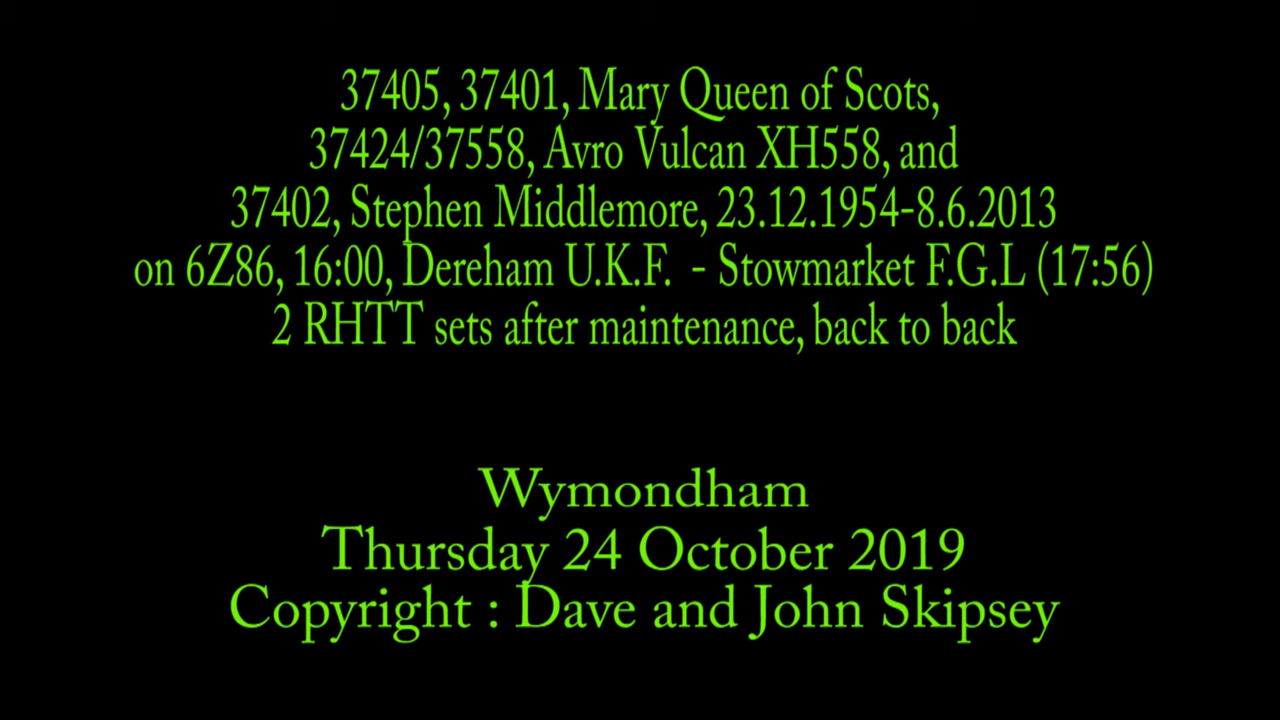 37405, 37401, Mary Queen of Scots,
37424/37558, Avro Vulcan XH558, and
37402, Stephen Middlemore, 23.12.1954-8.6.2013
on 6Z86, 16:00, Dereham U.K.F. - Stowmarket F.G.L (17:56)
2 RHTT sets after maintenance, back to back
Wymondham
Thursday 24 October 2019
Copyright : Dave and John Skipsey